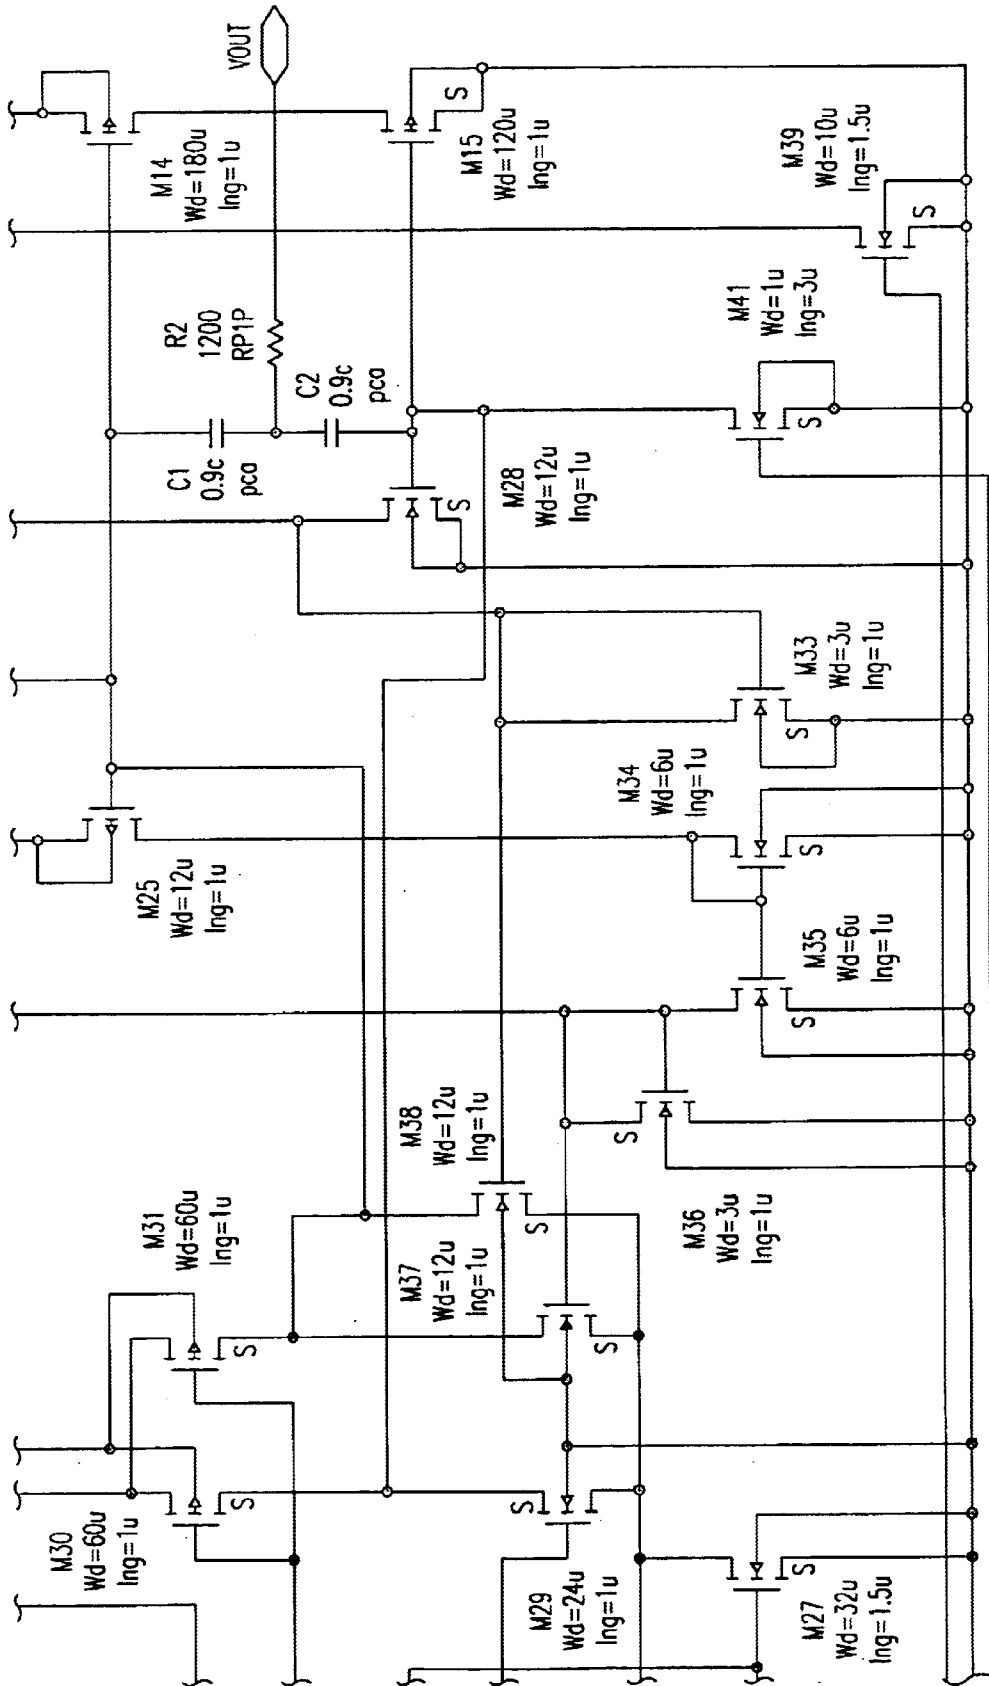 VOUT
M14
Wd=180u
lng=1u
S
M15
Wd=120u
lng=1u
M39
Wd=10u
lng=1.5u
S
R2
1200
RP1P
M41
Wd=1u
lng=3u
S
C2
0.9c
pca
C1
0.9c
pca
S
M28
Wd=12u
lng=1u
M33
Wd=3u
lng=1u
S
M34
Wd=6u
lng=1u
S
M25
Wd=12u
lng=1u
M35
Wd=6u
lng=1u
S
M38
Wd=12u
lng=1u
S
S
M36
Wd=3u
lng=1u
M31
Wd=60u
lng=1u
S
M37
Wd=12u
lng=1u
S
M30
Wd=60u
lng=1u
S
S
M29
Wd=24u
lng=1u
S
M27
Wd=32u
lng=1.5u